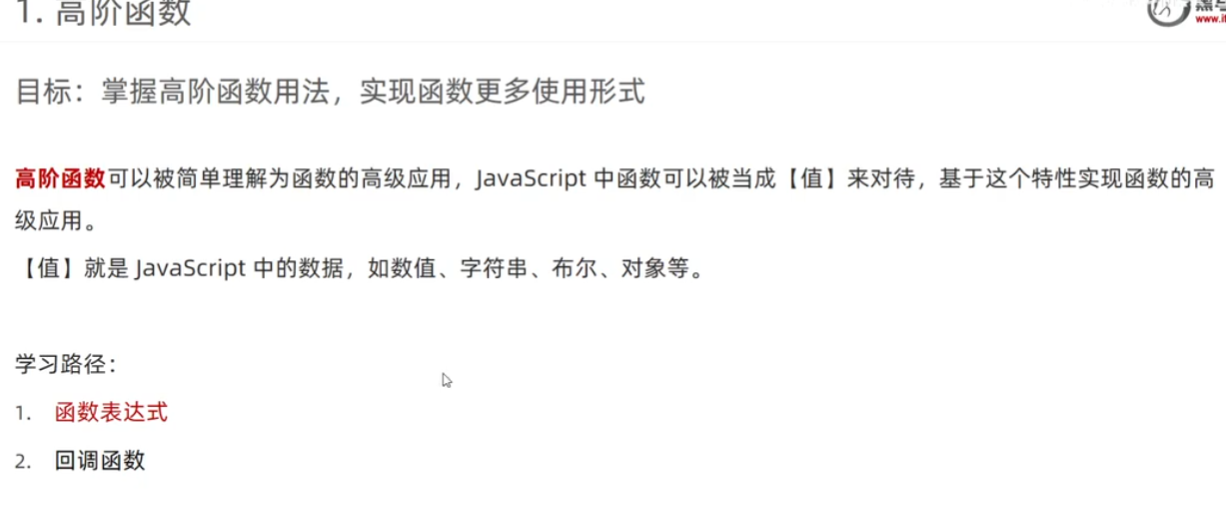 1. 高阶函数
目标：掌握高阶函数用法，实现函数更多使用形式
高阶函数可以被简单理解为函数的高级应用，JavaScript 中函数可以被当成【值】来对待，基于这个特性实现函数的高
级应用。
【值】就是 JavaScript 中的数据，如数值、字符串、布尔、对象等。
学习路径：
1. 函数表达式
2. 回调函数